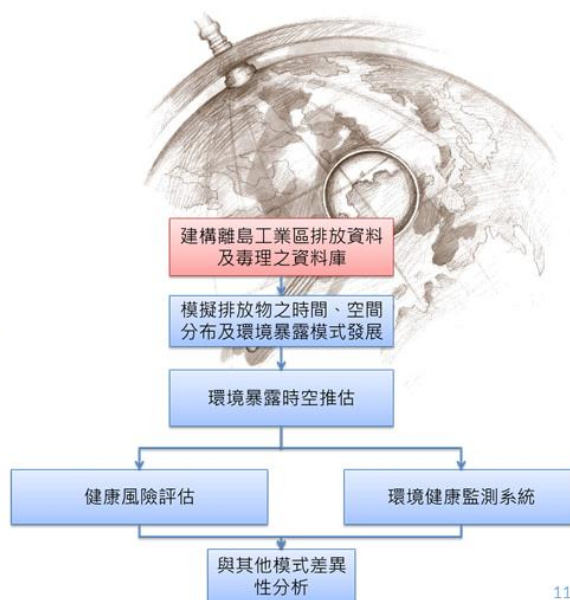 建構離島工業區排放資料
及毒理之資料庫
模擬排放物之時間、空間
分布及環境暴露模式發展
環境暴露時空推估
健康風險評估
環境健康監測系統
與其他模式差異
性分析
11